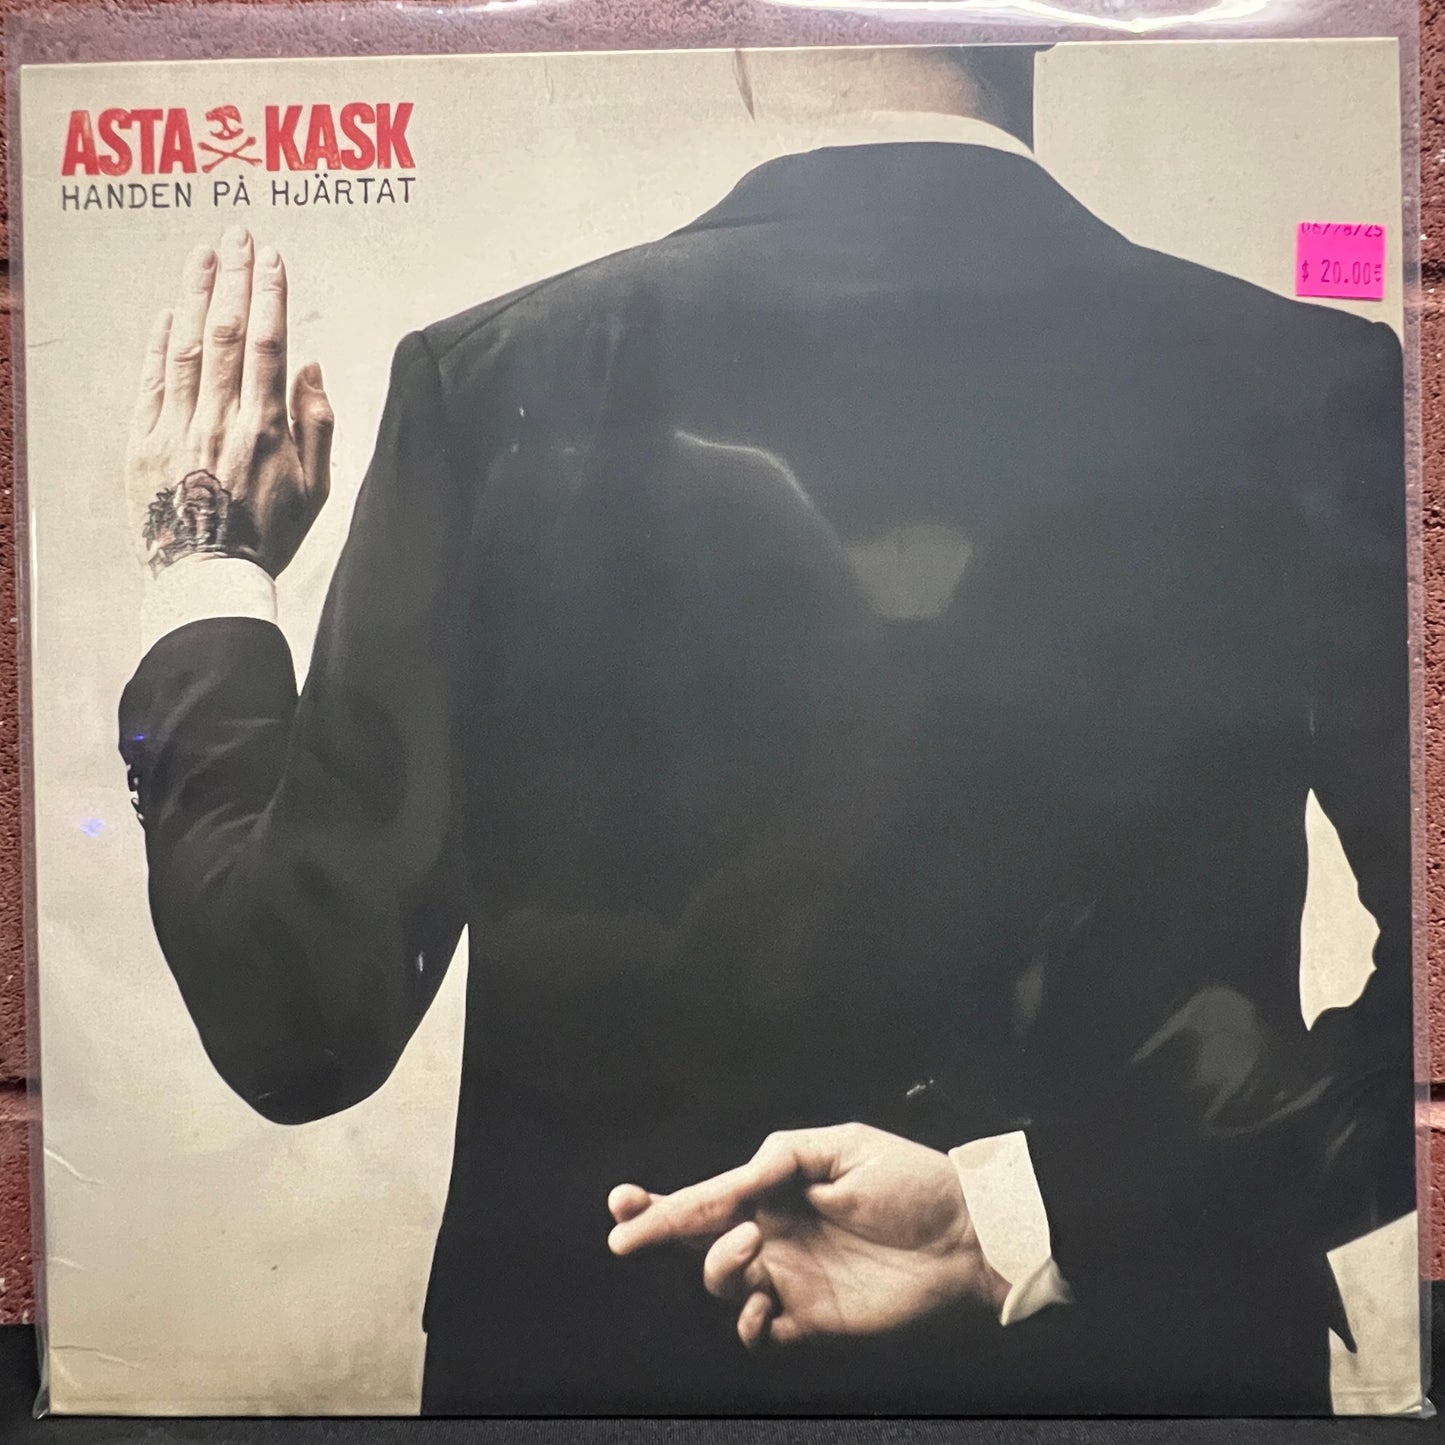 ASTA KASK
HANDEN PÅ HJÄRTAT
$ 20.00